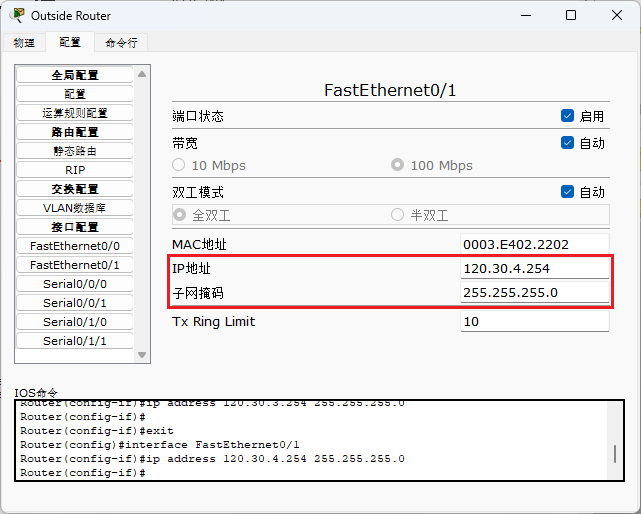 Outside Router
物理 配置 命令行
全局配置
配置
运算规则配置
路由配置
静态路由
RIP
交换配置
VLAN数据库
接口配置
FastEthernet0/0
FastEthernet0/1
Serial0/0/0
Serial0/0/1
Serial0/1/0
Serial0/1/1
FastEthernet0/1
端口状态 启用
带宽 自动
10 Mbps 100 Mbps
双工模式 自动
全双工 半双工
MAC地址 0003.E402.2202
IP地址 120.30.4.254
子网掩码 255.255.255.0
Tx Ring Limit 10
IOS命令
Router(config-if)#ip address 120.30.3.254 255.255.255.0
Router(config-if)#
Router(config-if)#exit
Router(config)#interface FastEthernet0/1
Router(config-if)#ip address 120.30.4.254 255.255.255.0
Router(config-if)#